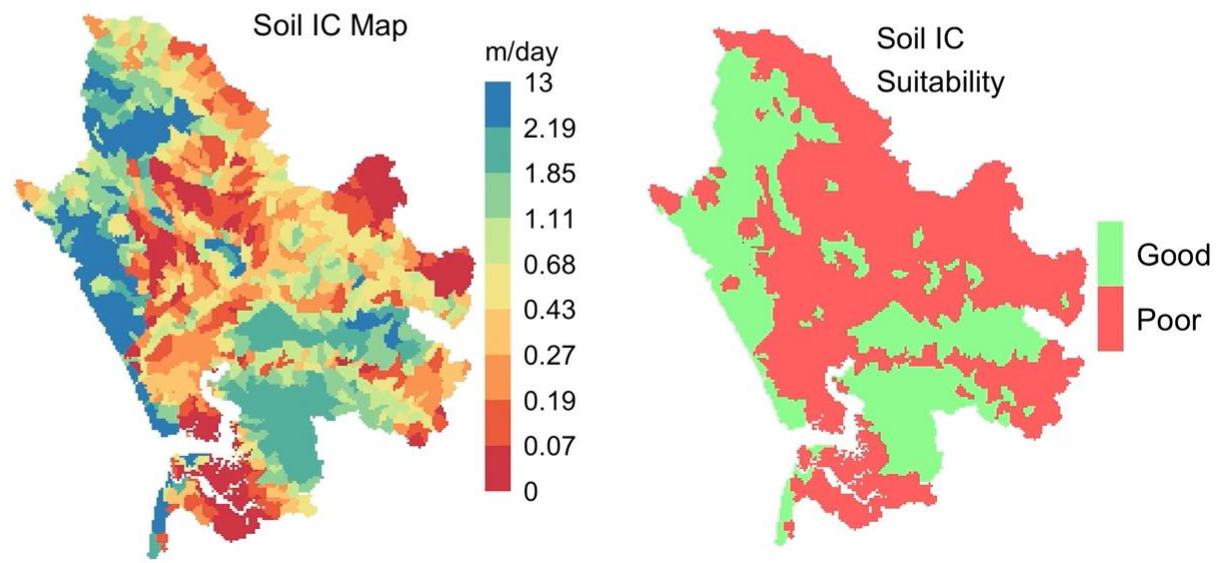 Soil IC Map
m/day
13
2.19
1.85
1.11
0.68
0.43
0.27
0.19
0.07
0
Soil IC
Suitability
Good
Poor